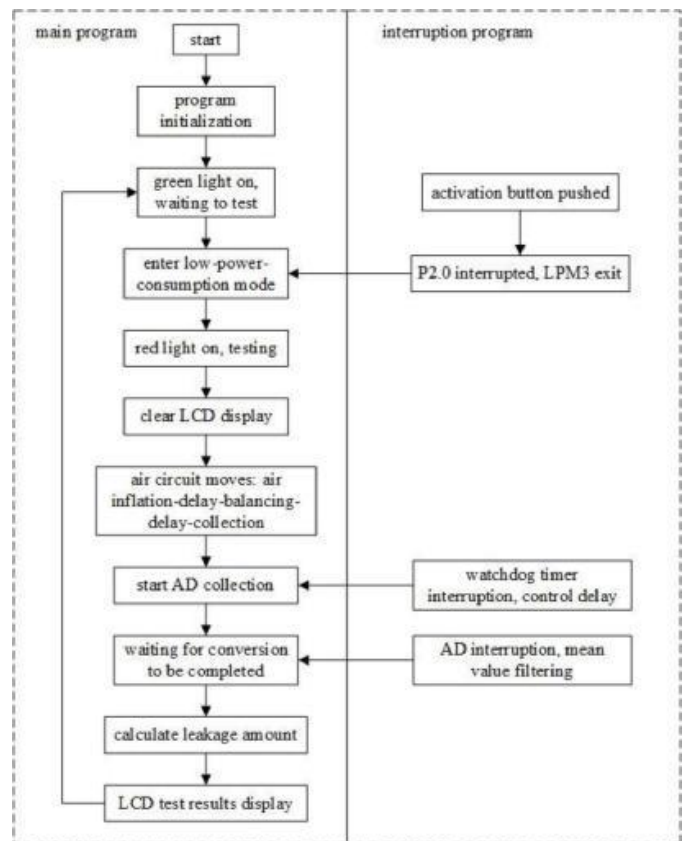 main program
start
program
initialization
green light on,
waiting to test
enter low-power-
consumption mode
red light on, testing
clear LCD display
air circuit moves: air
inflation-delay-balancing-
delay-collection
start AD collection
waiting for conversion
to be completed
calculate leakage amount
LCD test results display
interruption program
activation button pushed
P2.0 interrupted, LPM3 exit
watchdog timer
interruption, control delay
AD interruption, mean
value filtering